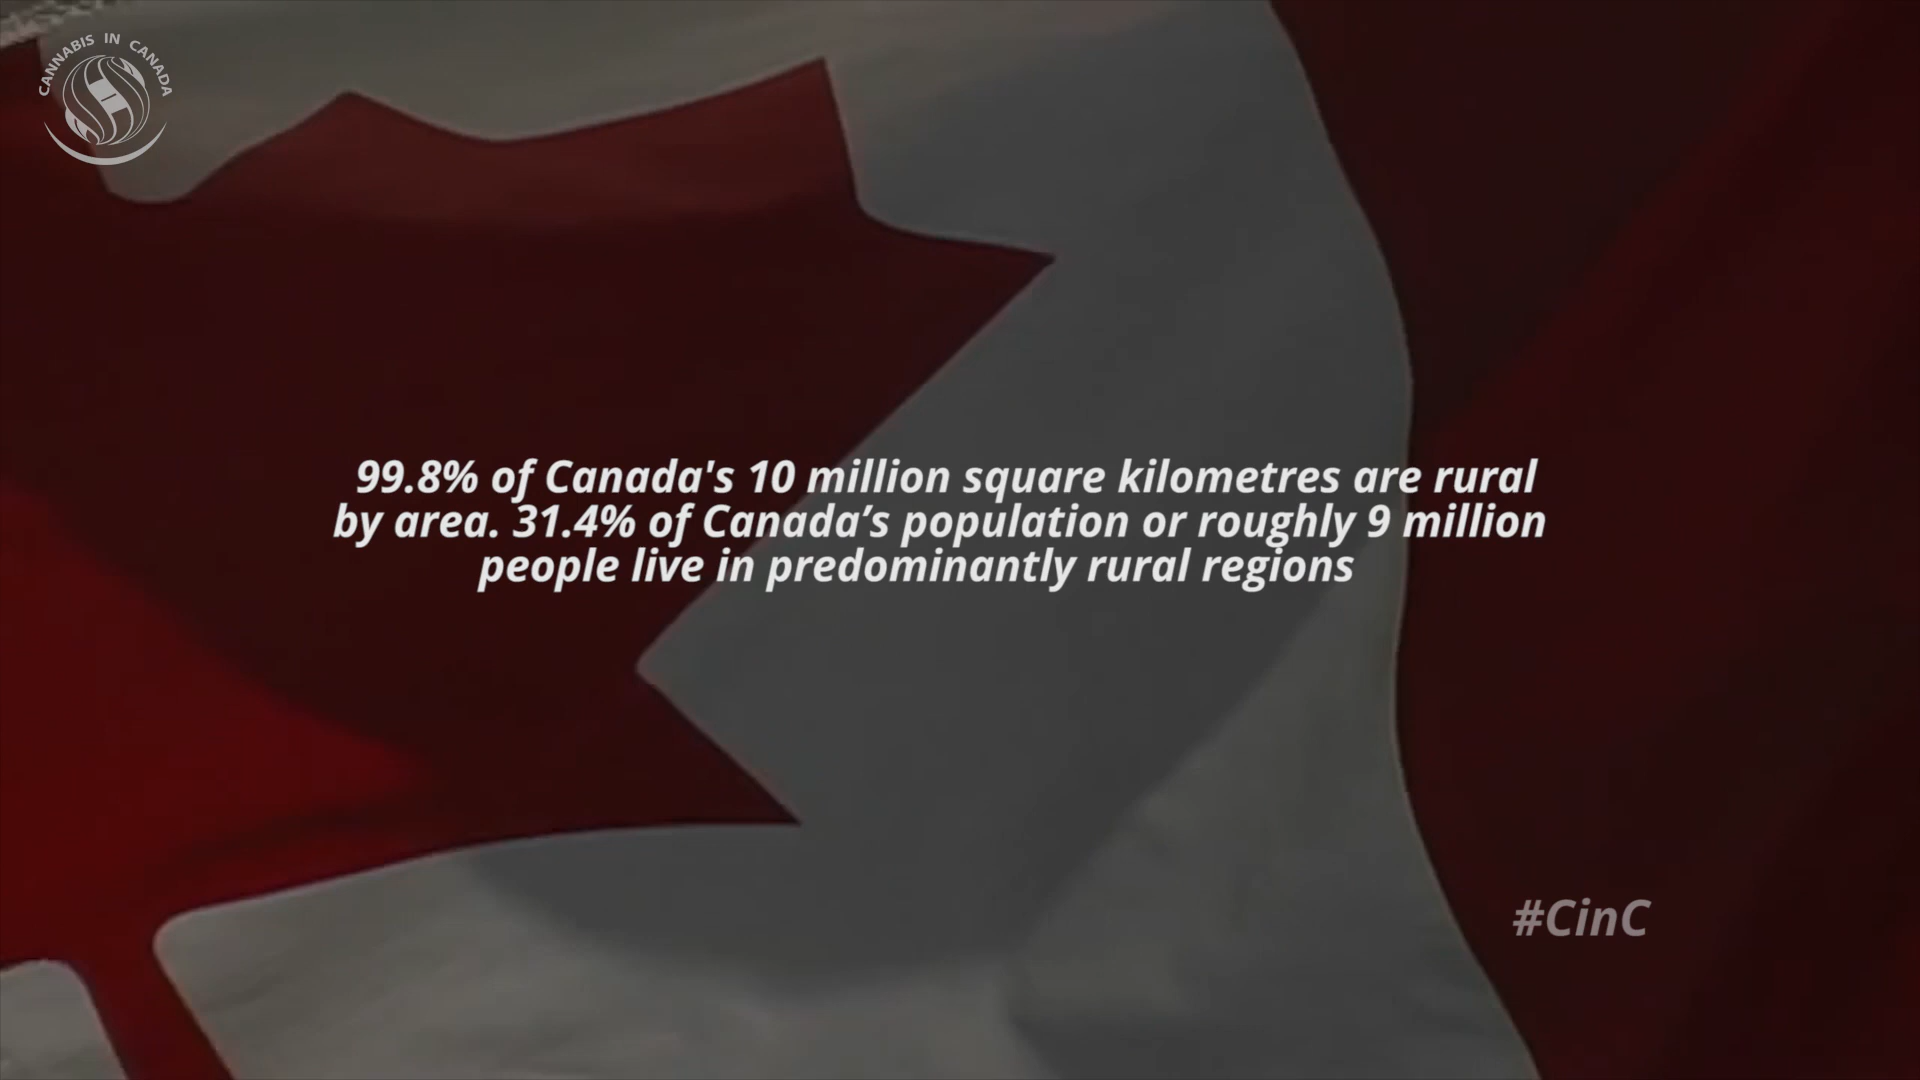 CANNABIS IN CANADA
99.8% of Canada's 10 million square kilometres are rural
by area. 31.4% of Canada’s population or roughly 9 million
people live in predominantly rural regions
#CinC